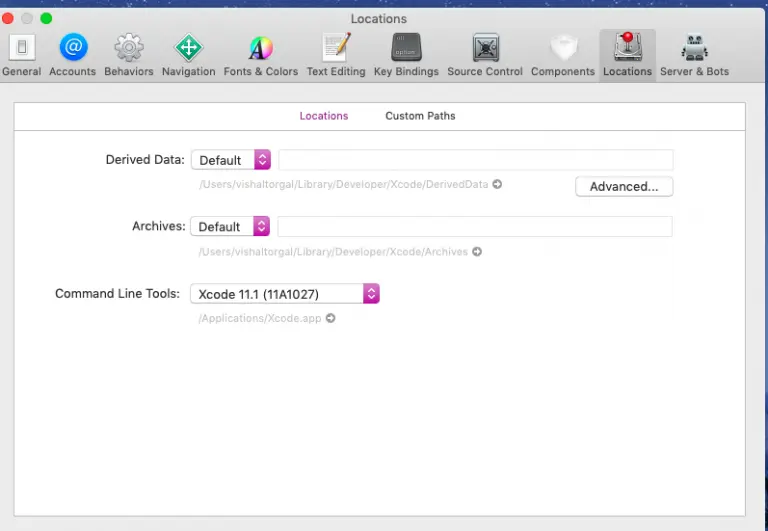 Locations
General Accounts Behaviors Navigation Fonts & Colors Text Editing Key Bindings Source Control Components Locations Server & Bots
Locations Custom Paths
Derived Data: Default
/Users/vishaltorgal/Library/Developer/Xcode/DerivedData
Advanced...
Archives: Default
/Users/vishaltorgal/Library/Developer/Xcode/Archives
Command Line Tools: Xcode 11.1 (11A1027)
/Applications/Xcode.app